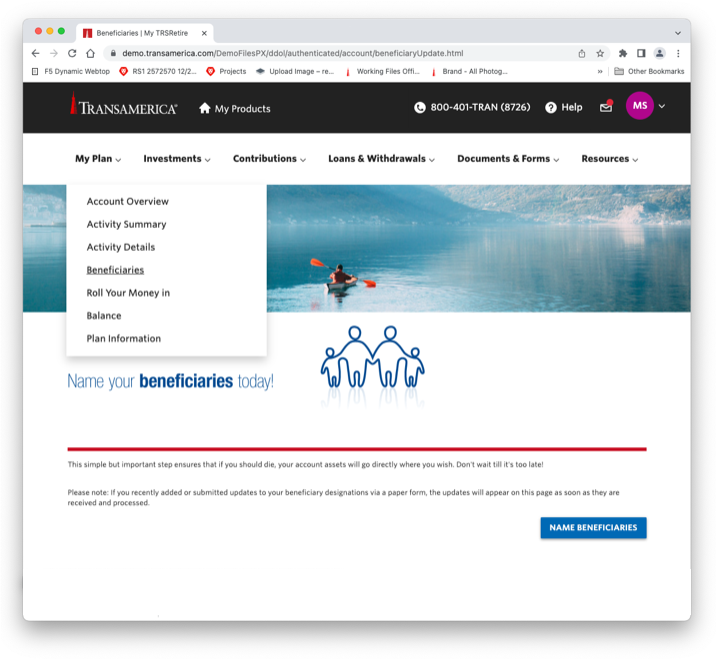 Beneficiaries | My TRSRetire
demo.transamerica.com/DemoFilesPX/ddol/authenticated/account/beneficiaryUpdate.html
F5 Dynamic Webtop RS1 2572570 12/2... Projects Upload Image – re... Working Files Offi... Brand - All Photog... » Other Bookmarks
TRANSAMERICA® My Products 800-401-TRAN (8726) Help MS
My Plan Investments Contributions Loans & Withdrawals Documents & Forms Resources
Account Overview
Activity Summary
Activity Details
Beneficiaries
Roll Your Money in
Balance
Plan Information
Name your beneficiaries today!
This simple but important step ensures that if you should die, your account assets will go directly where you wish. Don't wait till it's too late!
Please note: If you recently added or submitted updates to your beneficiary designations via a paper form, the updates will appear on this page as soon as they are
received and processed.
NAME BENEFICIARIES